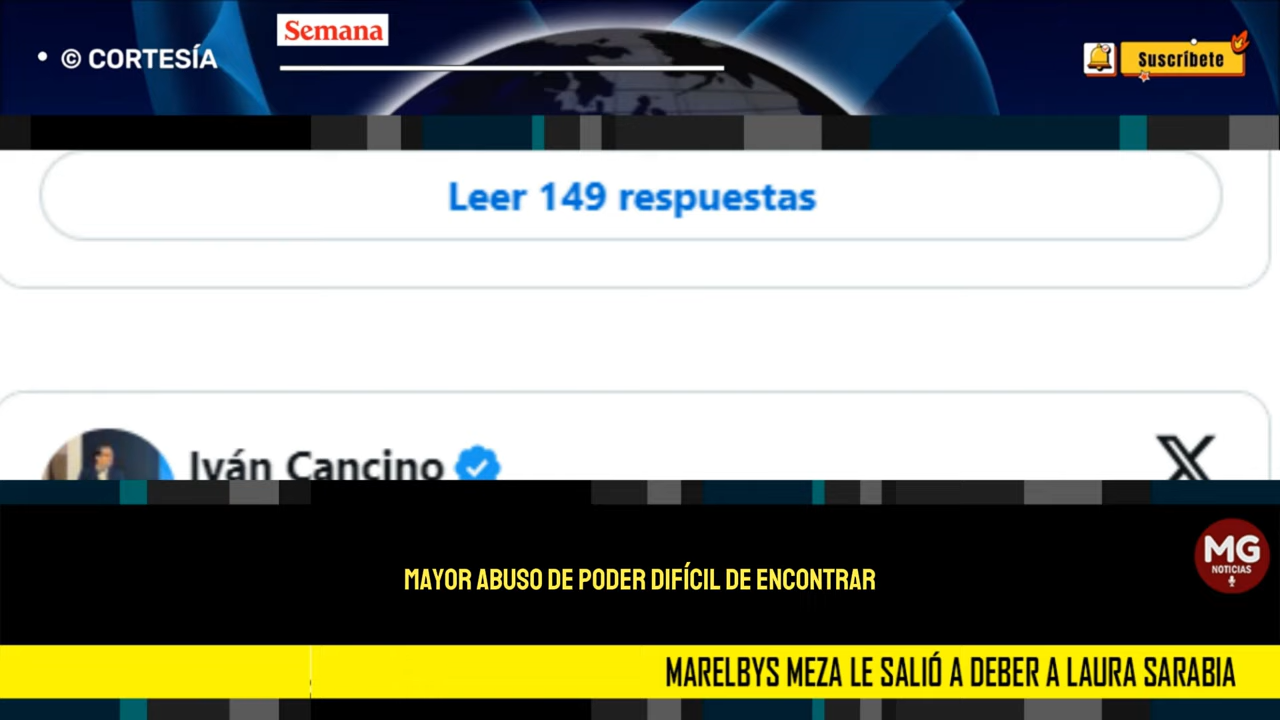 Semana
© CORTESÍA
Suscríbete
Leer 149 respuestas
Iván Cancino
MAYOR ABUSO DE PODER DIFÍCIL DE ENCONTRAR
MG
NOTICIAS
MARELBYS MEZA LE SALIÓ A DEBER A LAURA SARABIA